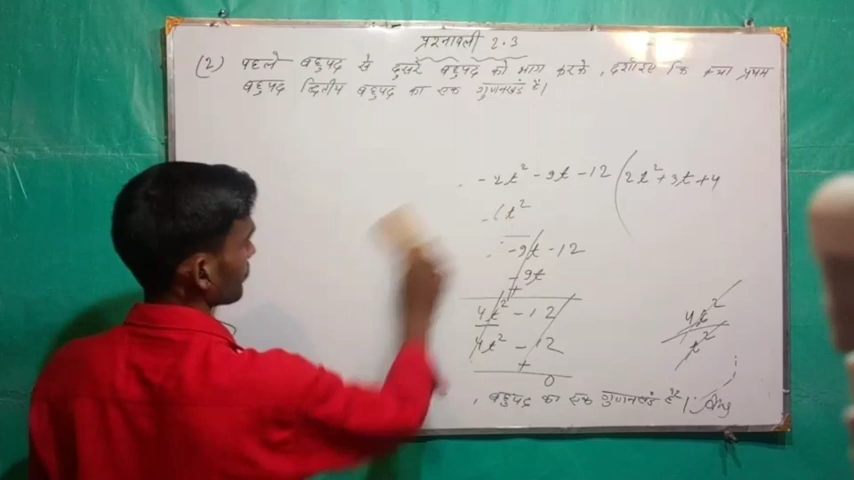 प्रश्नावली 2.3
(2) पहले बहुपद से दुसरे बहुपद को भाग करके, दर्शाइए कि क्या प्रथम
बहुपद द्वितीय बहुपद का एक गुणनखंड है।
-2t² - 9t - 12 ( 2t² + 3t + 4
-9t - 12
-9t
+
4t² - 12
4t² - 12
+
0
4t²
t²
बहुपद का एक गुणनखंड है। Ans